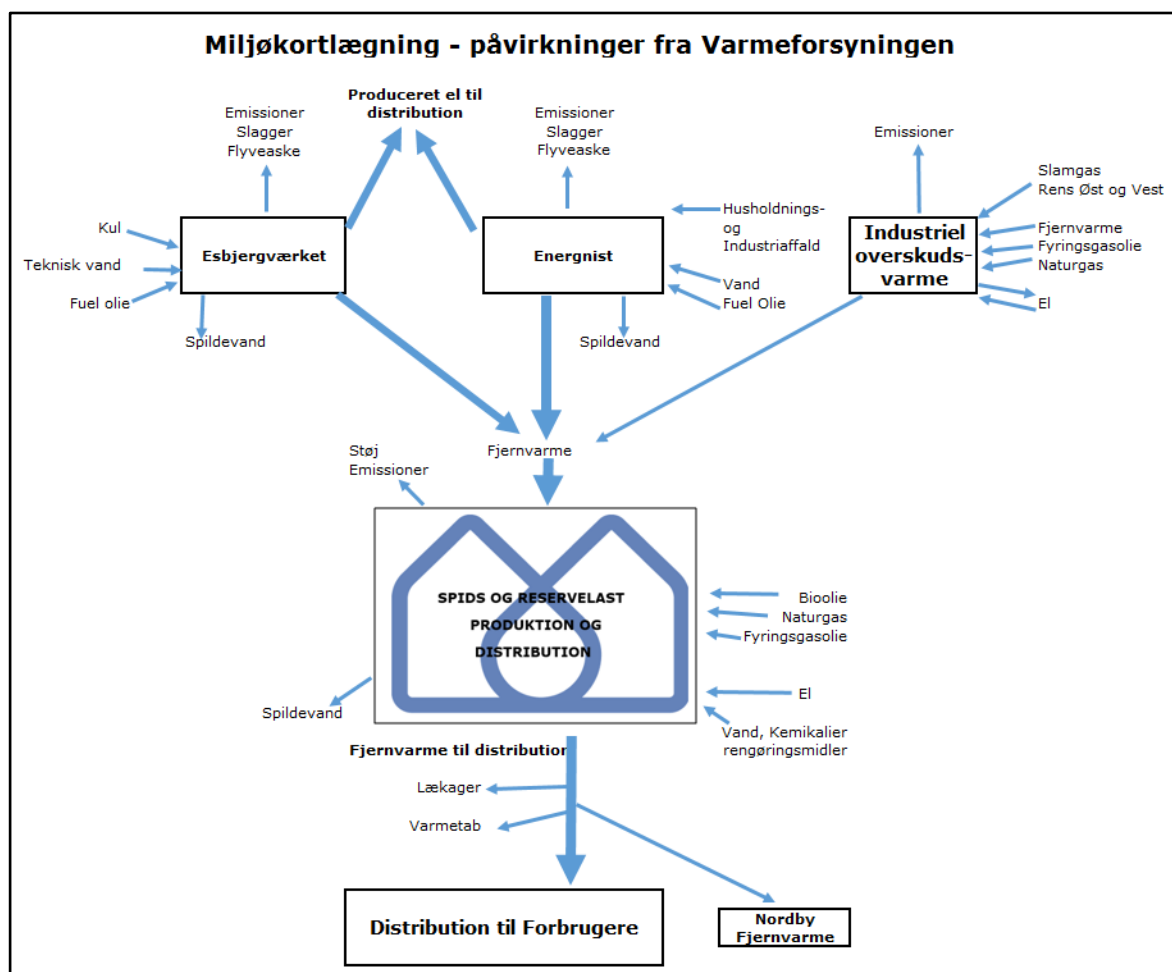 Miljøkortlægning - påvirkninger fra Varmeforsyningen
Produceret el til
distribution
Emissioner
Slagger
Flyveaske
Emissioner
Slagger
Flyveaske
Emissioner
Slamgas
Rens Øst og Vest
Kul
Teknisk vand
Fuel olie
Esbjergværket
Energnist
Husholdnings-
og
Industriaffald
Vand
Fuel Olie
Industriel
overskuds-
varme
Fjernvarme
Fyringsgasolie
Naturgas
El
Spildevand
Spildevand
Fjernvarme
Støj
Emissioner
SPIDS OG RESERVELAST
PRODUKTION OG
DISTRIBUTION
Bioolie
Naturgas
Fyringsgasolie
El
Vand, Kemikalier
rengøringsmidler
Spildevand
Fjernvarme til distribution
Lækager
Varmetab
Distribution til Forbrugere
Nordby
Fjernvarme